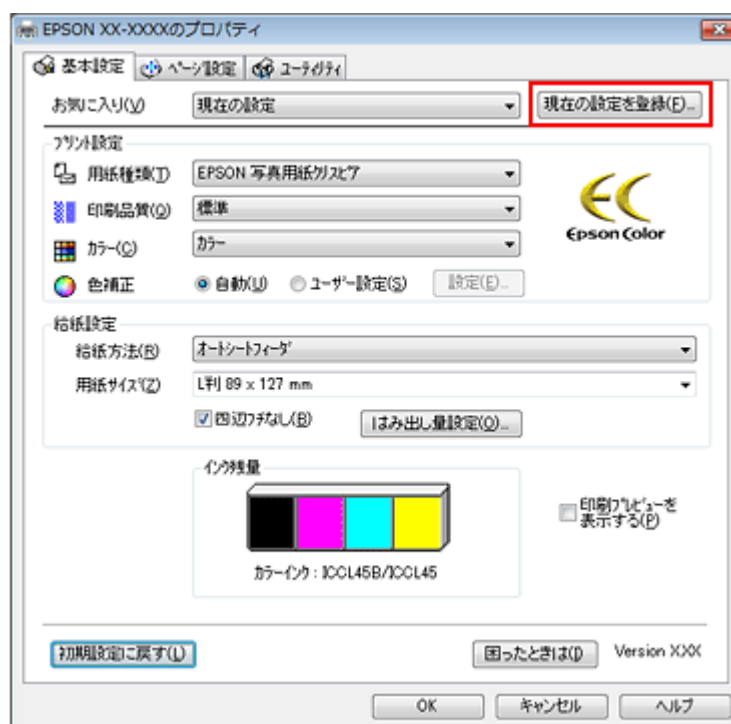 EPSON XX-XXXXのプロパティ
基本設定 ページ設定 ユーティリティ
お気に入り(V) 現在の設定 現在の設定を登録(F)...
プリント設定
用紙種類(T) EPSON 写真用紙クリスピア
印刷品質(Q) 標準
カラー(C) カラー
Epson Color
色補正 自動(U) ユーザー設定(S) 設定(E)...
給紙設定
給紙方法(R) オートシートフィーダ
用紙サイズ(Z) L判 89 x 127 mm
四辺フチなし(B) はみ出し量設定(O)...
インク残量
カラーインク : ICCL45B/ICCL45
印刷プレビューを
表示する(P)
初期設定に戻す(L) 困ったときは(I) Version X.XX
OK キャンセル ヘルプ